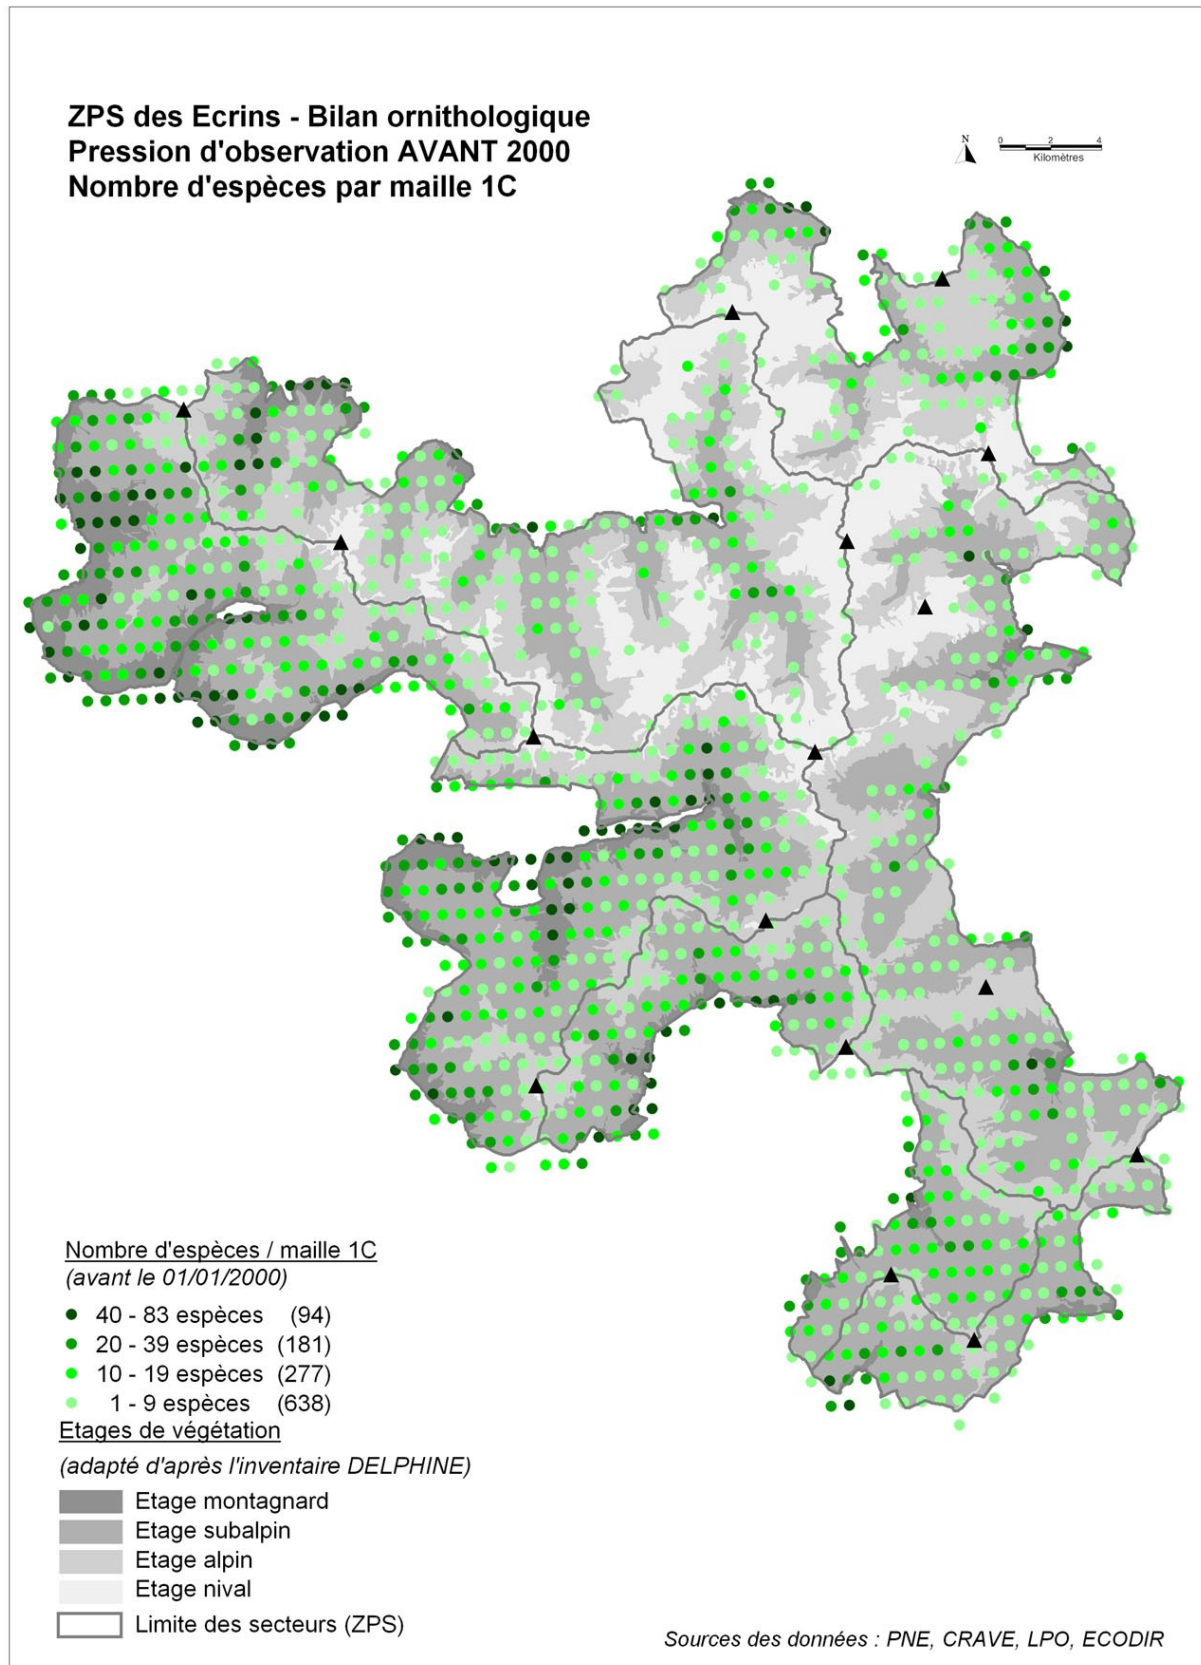 ZPS des Ecrins - Bilan ornithologique
Pression d'observation AVANT 2000
Nombre d'espèces par maille 1C
N
0 2 4
Kilomètres
Nombre d'espèces / maille 1C
(avant le 01/01/2000)
40 - 83 espèces (94)
20 - 39 espèces (181)
10 - 19 espèces (277)
1 - 9 espèces (638)
Etages de végétation
(adapté d'après l'inventaire DELPHINE)
Etage montagnard
Etage subalpin
Etage alpin
Etage nival
Limite des secteurs (ZPS)
Sources des données : PNE, CRAVE, LPO, ECODIR